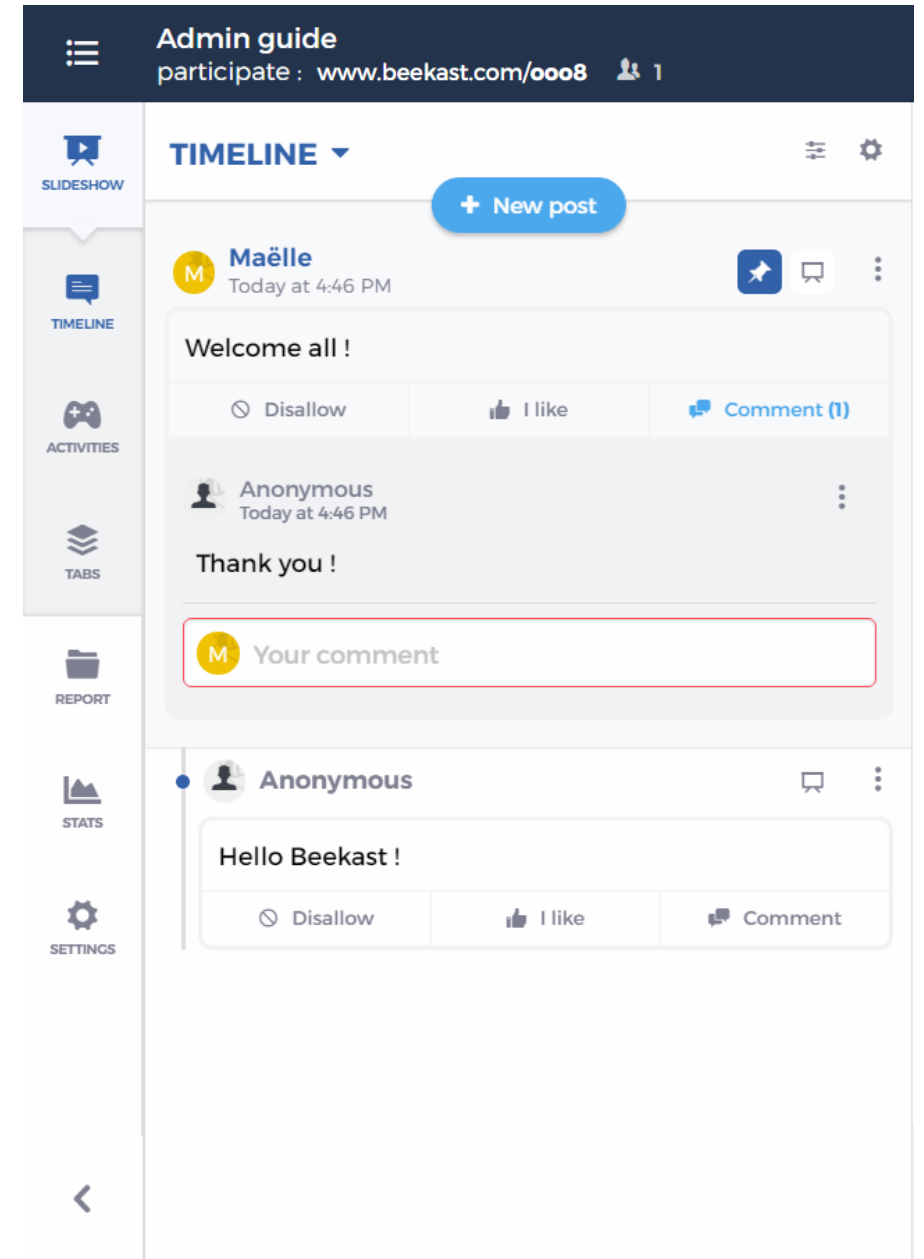 Admin guide
participate : www.beekast.com/ooo8 1
SLIDESHOW
TIMELINE
ACTIVITIES
TABS
REPORT
STATS
SETTINGS
TIMELINE
+ New post
M
Maëlle
Today at 4:46 PM
Welcome all !
Disallow I like Comment (1)
Anonymous
Today at 4:46 PM
Thank you !
M Your comment
Anonymous
Hello Beekast !
Disallow I like Comment